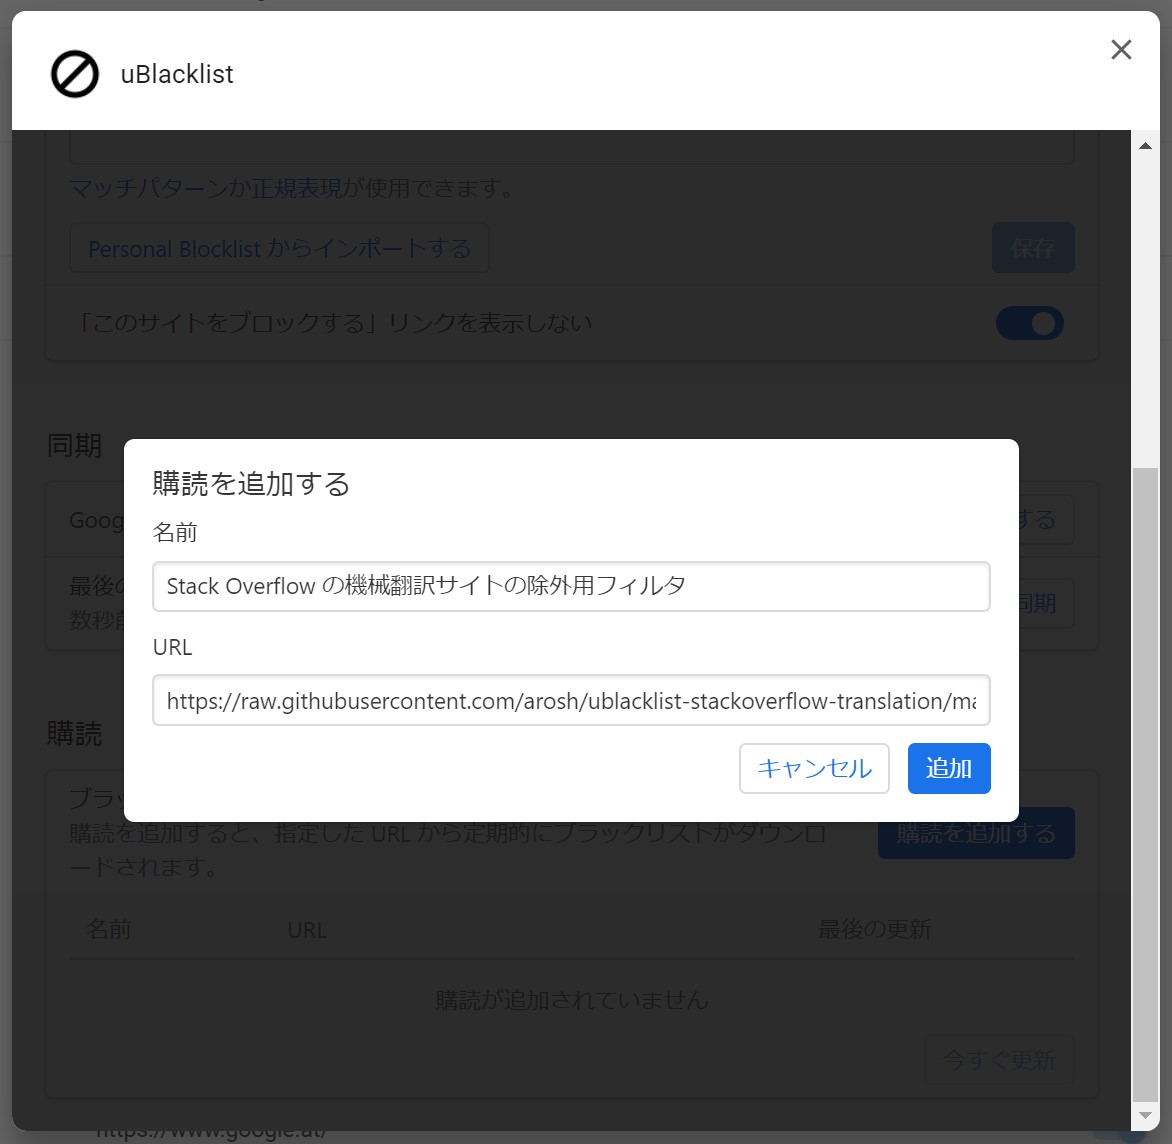 uBlacklist
マッチパターンか正規表現が使用できます。
Personal Blocklist からインポートする
保存
「このサイトをブロックする」リンクを表示しない
同期
Goog
する
最後の
数秒前
同期
購読を追加する
名前
Stack Overflow の機械翻訳サイトの除外用フィルタ
URL
https://raw.githubusercontent.com/arosh/ublacklist-stackoverflow-translation/ma
キャンセル
追加
購読
ブラッ
購読を追加すると、指定した URL から定期的にブラックリストがダウンロ
ードされます。
購読を追加する
名前 URL 最後の更新
購読が追加されていません
今すぐ更新
https://www.google.at/